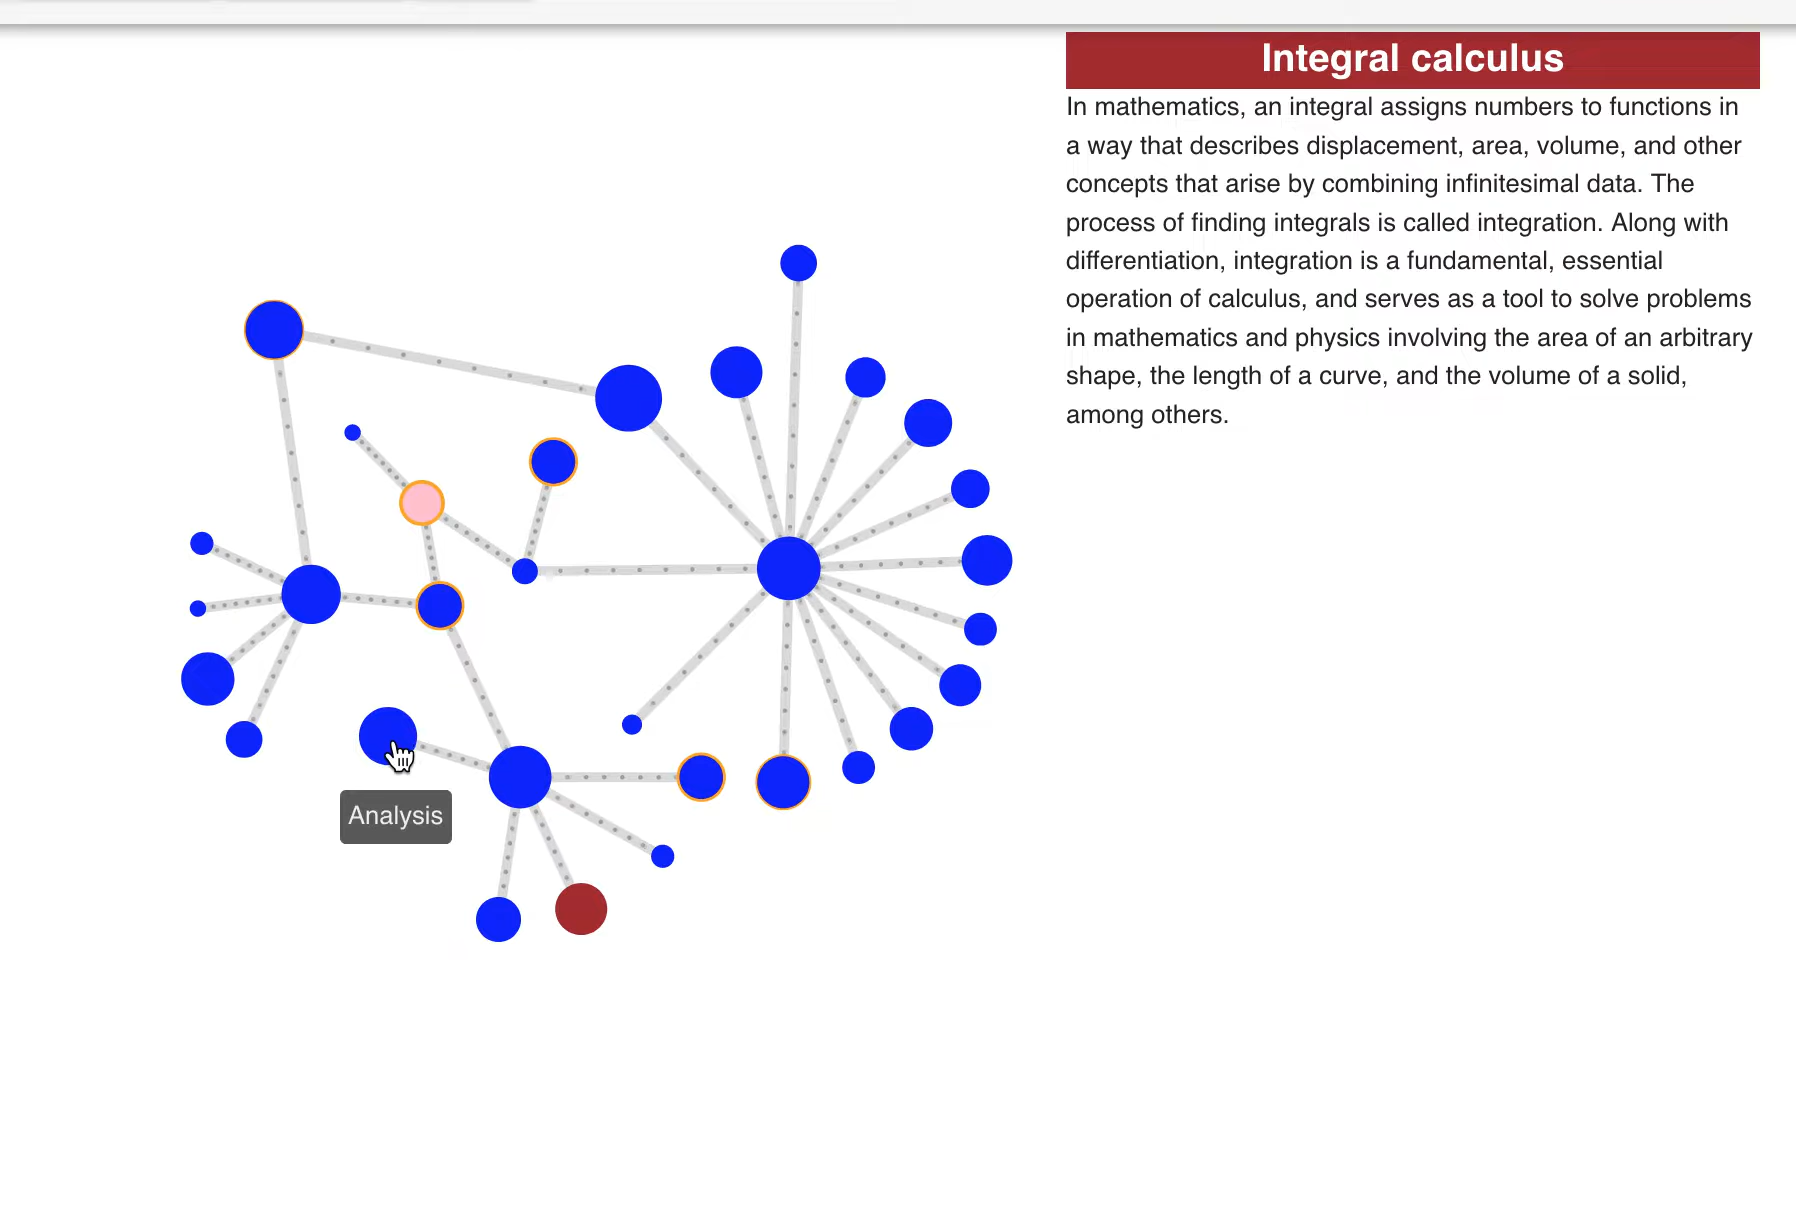 Integral calculus
In mathematics, an integral assigns numbers to functions in
a way that describes displacement, area, volume, and other
concepts that arise by combining infinitesimal data. The
process of finding integrals is called integration. Along with
differentiation, integration is a fundamental, essential
operation of calculus, and serves as a tool to solve problems
in mathematics and physics involving the area of an arbitrary
shape, the length of a curve, and the volume of a solid,
among others.
Analysis